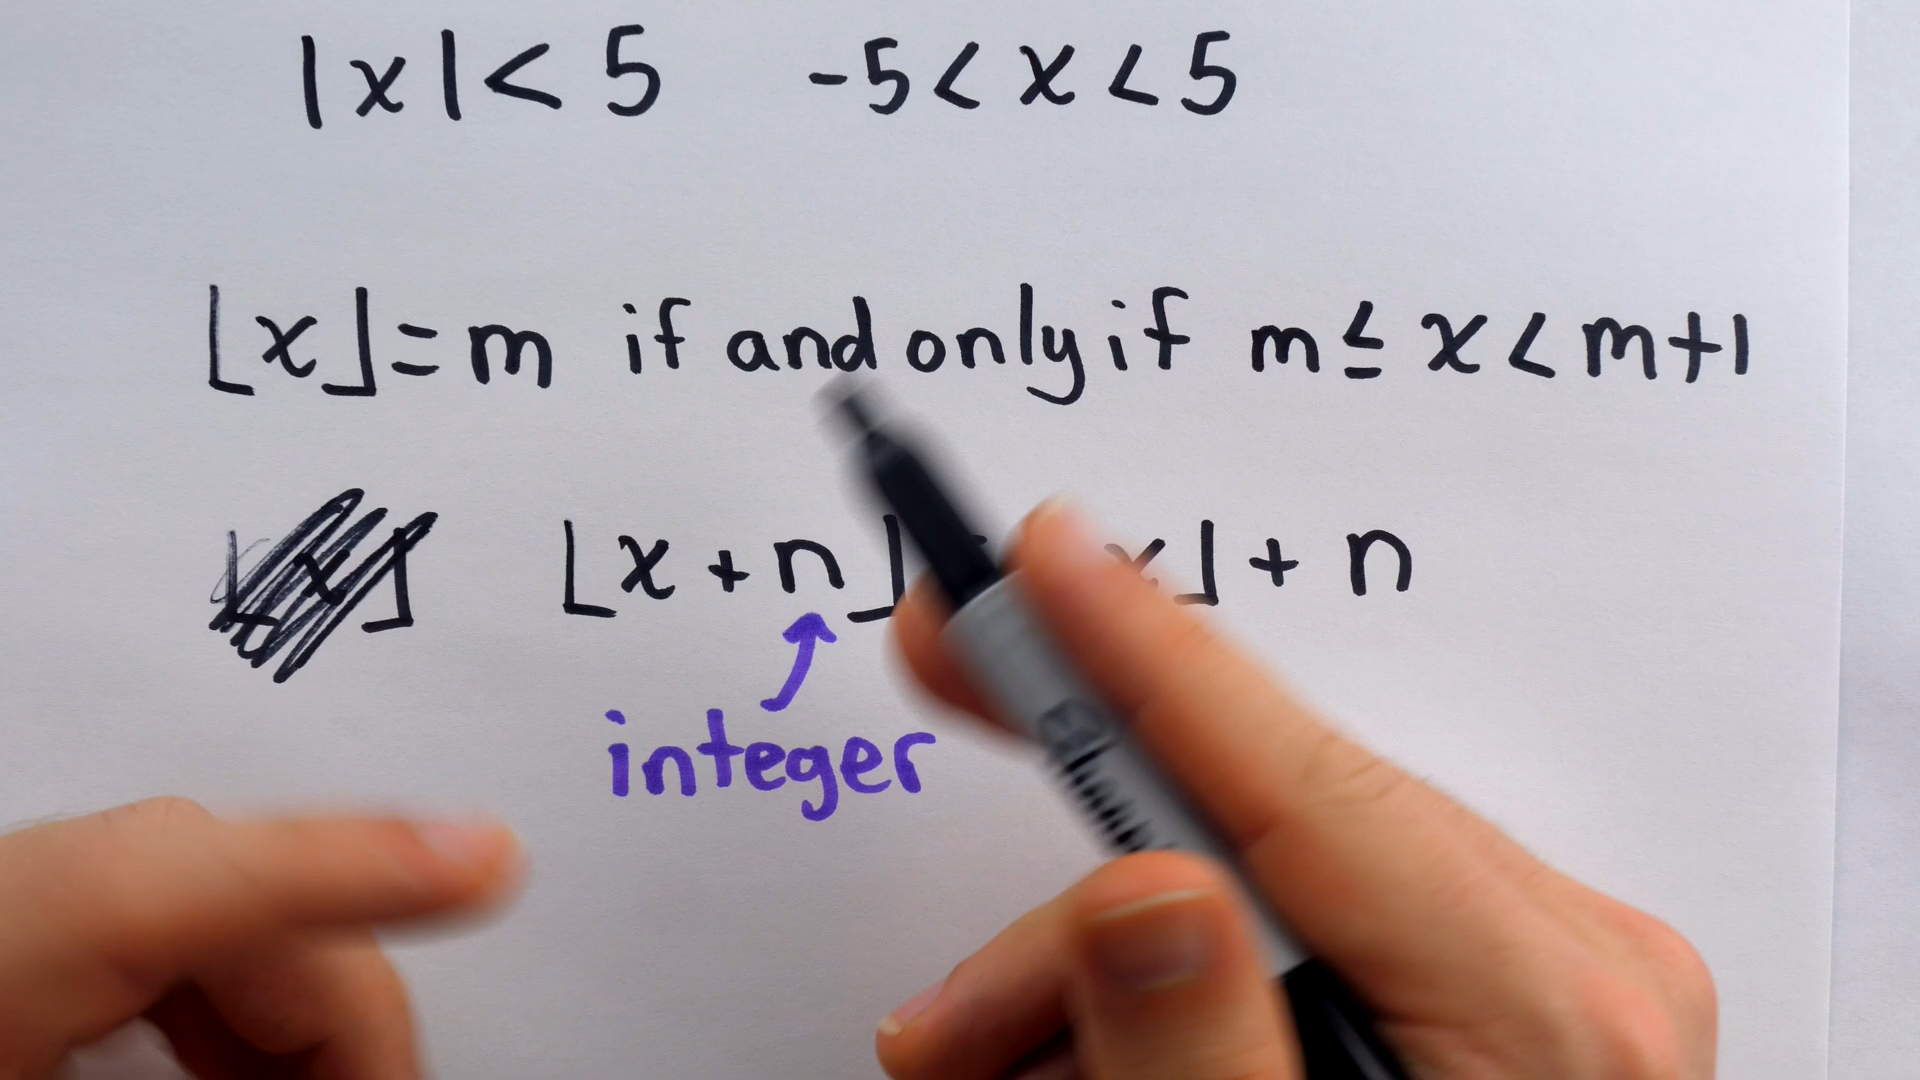 |x| < 5 -5 < x < 5
⌊x⌋ = m if and only if m ≤ x < m+1
⌊x + n⌋ x⌋ + n
integer